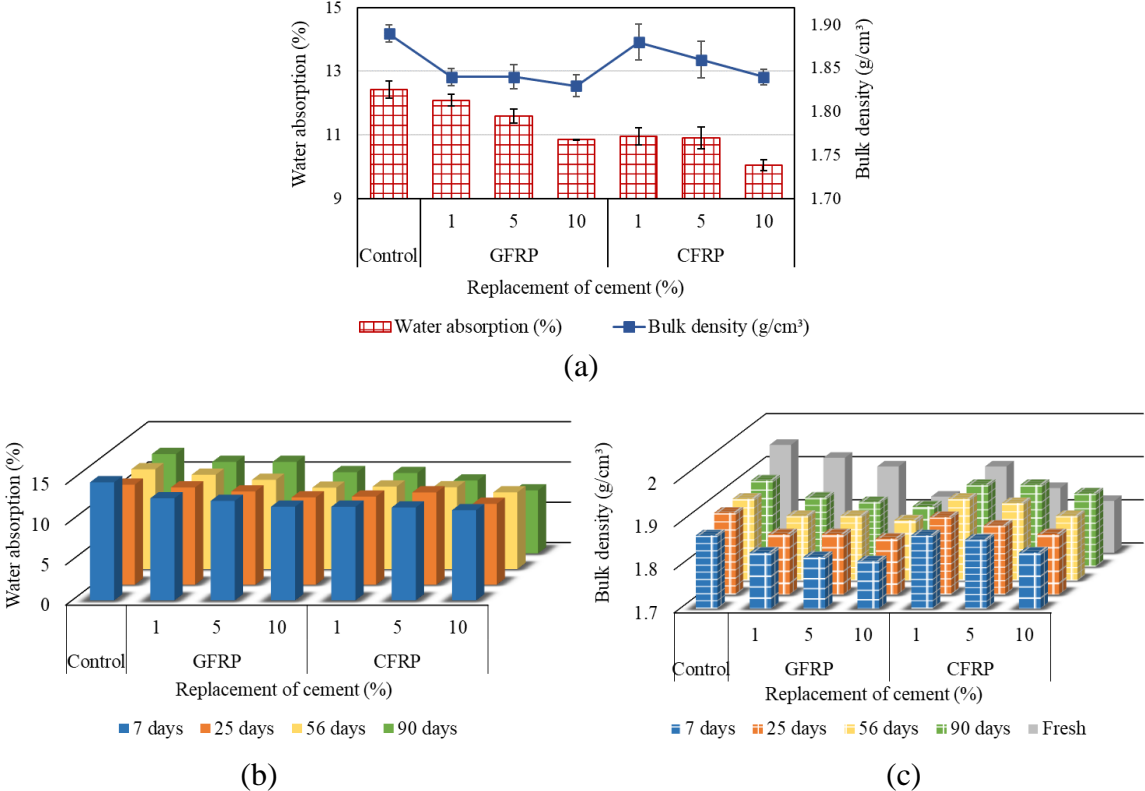 Water absorption (%)
15
13
11
9
1.90
1.85
1.80
1.75
1.70
Bulk density (g/cm³)
1 5 10 1 5 10
Control GFRP CFRP
Replacement of cement (%)
Water absorption (%) Bulk density (g/cm³)
(a)
Water absorption (%)
15
10
5
0
1 5 10 1 5 10
Control GFRP CFRP
Replacement of cement (%)
7 days 25 days 56 days 90 days
(b)
Bulk density (g/cm³)
2
1.9
1.8
1.7
1 5 10 1 5 10
Control GFRP CFRP
Replacement of cement (%)
7 days 25 days 56 days 90 days Fresh
(c)